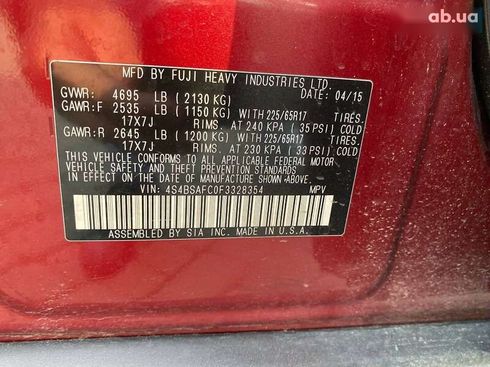 ab.ua
MFD BY FUJI HEAVY INDUSTRIES LTD.
GVWR: 4695 LB (2130 KG) DATE: 04/15
GAWR:F 2535 LB (1150 KG) WITH 225/65R17 TIRES.
17X7J RIMS. AT 240 KPA (35 PSI) COLD
GAWR:R 2645 LB (1200 KG) WITH 225/65R17 TIRES.
17X7J RIMS. AT 230 KPA (33 PSI) COLD
THIS VEHICLE CONFORMS TO ALL APPLICABLE FEDERAL MOTOR
VEHICLE SAFETY AND THEFT PREVENTION STANDARDS IN EFFECT
ON THE DATE OF MANUFACTURE SHOWN ABOVE.
VIN: 4S4BSAFC0F3328354 MPV
ASSEMBLED BY SIA INC. MADE IN U.S.A.